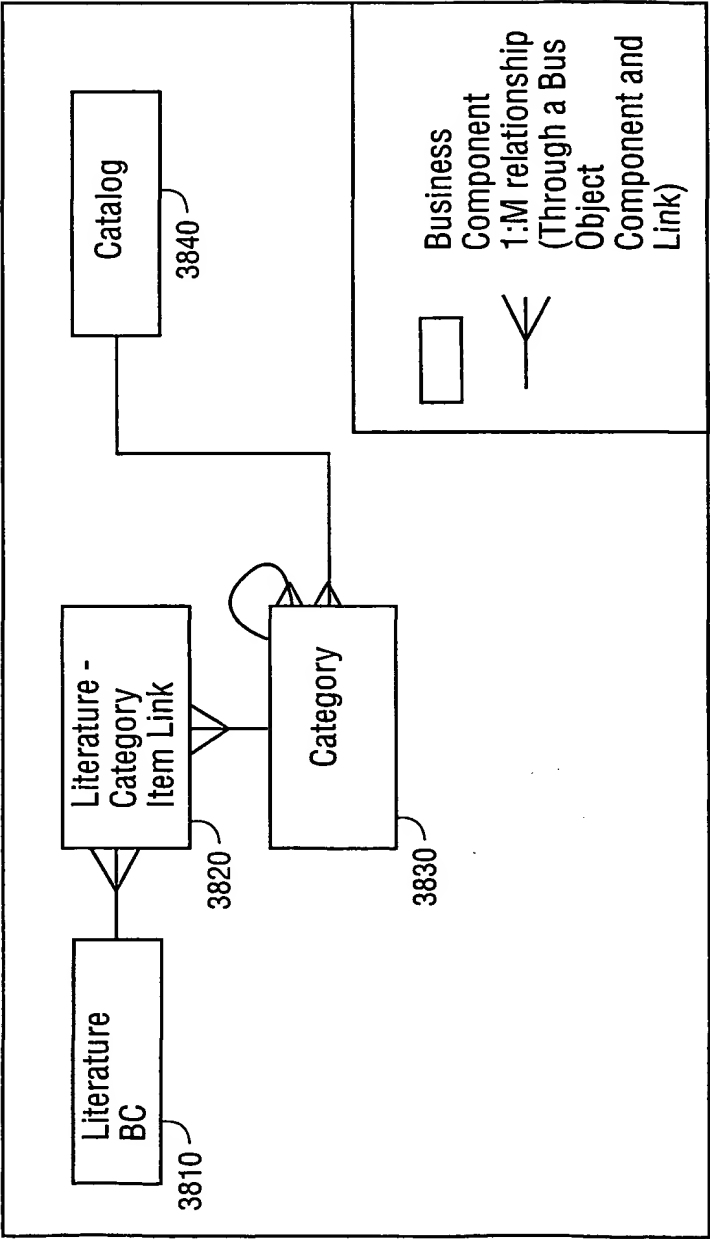 Literature
BC
3810
Literature -
Category
Item Link
3820
Category
3830
Catalog
3840
Business
Component
1:M relationship
(Through a Bus
Object
Component and
Link)